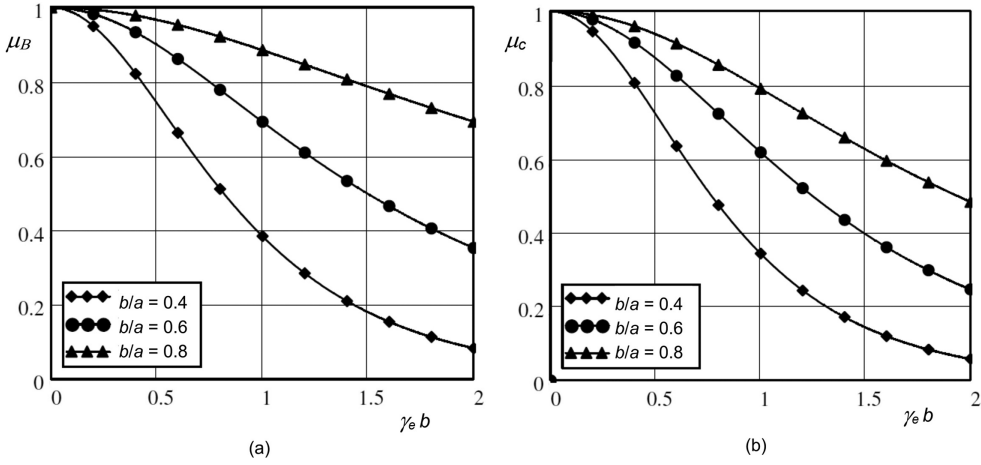 1
μB
0.8
0.6
0.4
0.2
0
b/a = 0.4
b/a = 0.6
b/a = 0.8
0 0.5 1 1.5 2
γe b
(a)
1
μc
0.8
0.6
0.4
0.2
0
b/a = 0.4
b/a = 0.6
b/a = 0.8
0 0.5 1 1.5 2
γe b
(b)